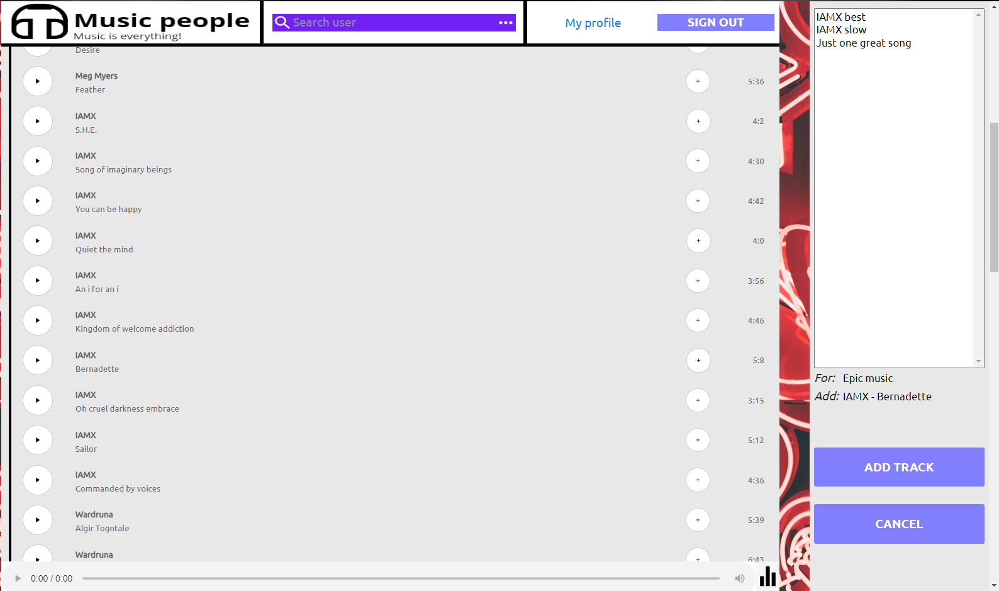 Music people
Music is everything!
Search user
My profile
SIGN OUT
Desire
Meg Myers
Feather
5:36
IAMX
S.H.E.
4:2
IAMX
Song of imaginary beings
4:30
IAMX
You can be happy
4:42
IAMX
Quiet the mind
4:0
IAMX
An i for an i
3:56
IAMX
Kingdom of welcome addiction
4:46
IAMX
Bernadette
5:8
IAMX
Oh cruel darkness embrace
3:15
IAMX
Sailor
5:12
IAMX
Commanded by voices
4:36
Wardruna
Algir Togntale
5:39
Wardruna
6:43
0:00 / 0:00
IAMX best
IAMX slow
Just one great song
For: Epic music
Add: IAMX - Bernadette
ADD TRACK
CANCEL